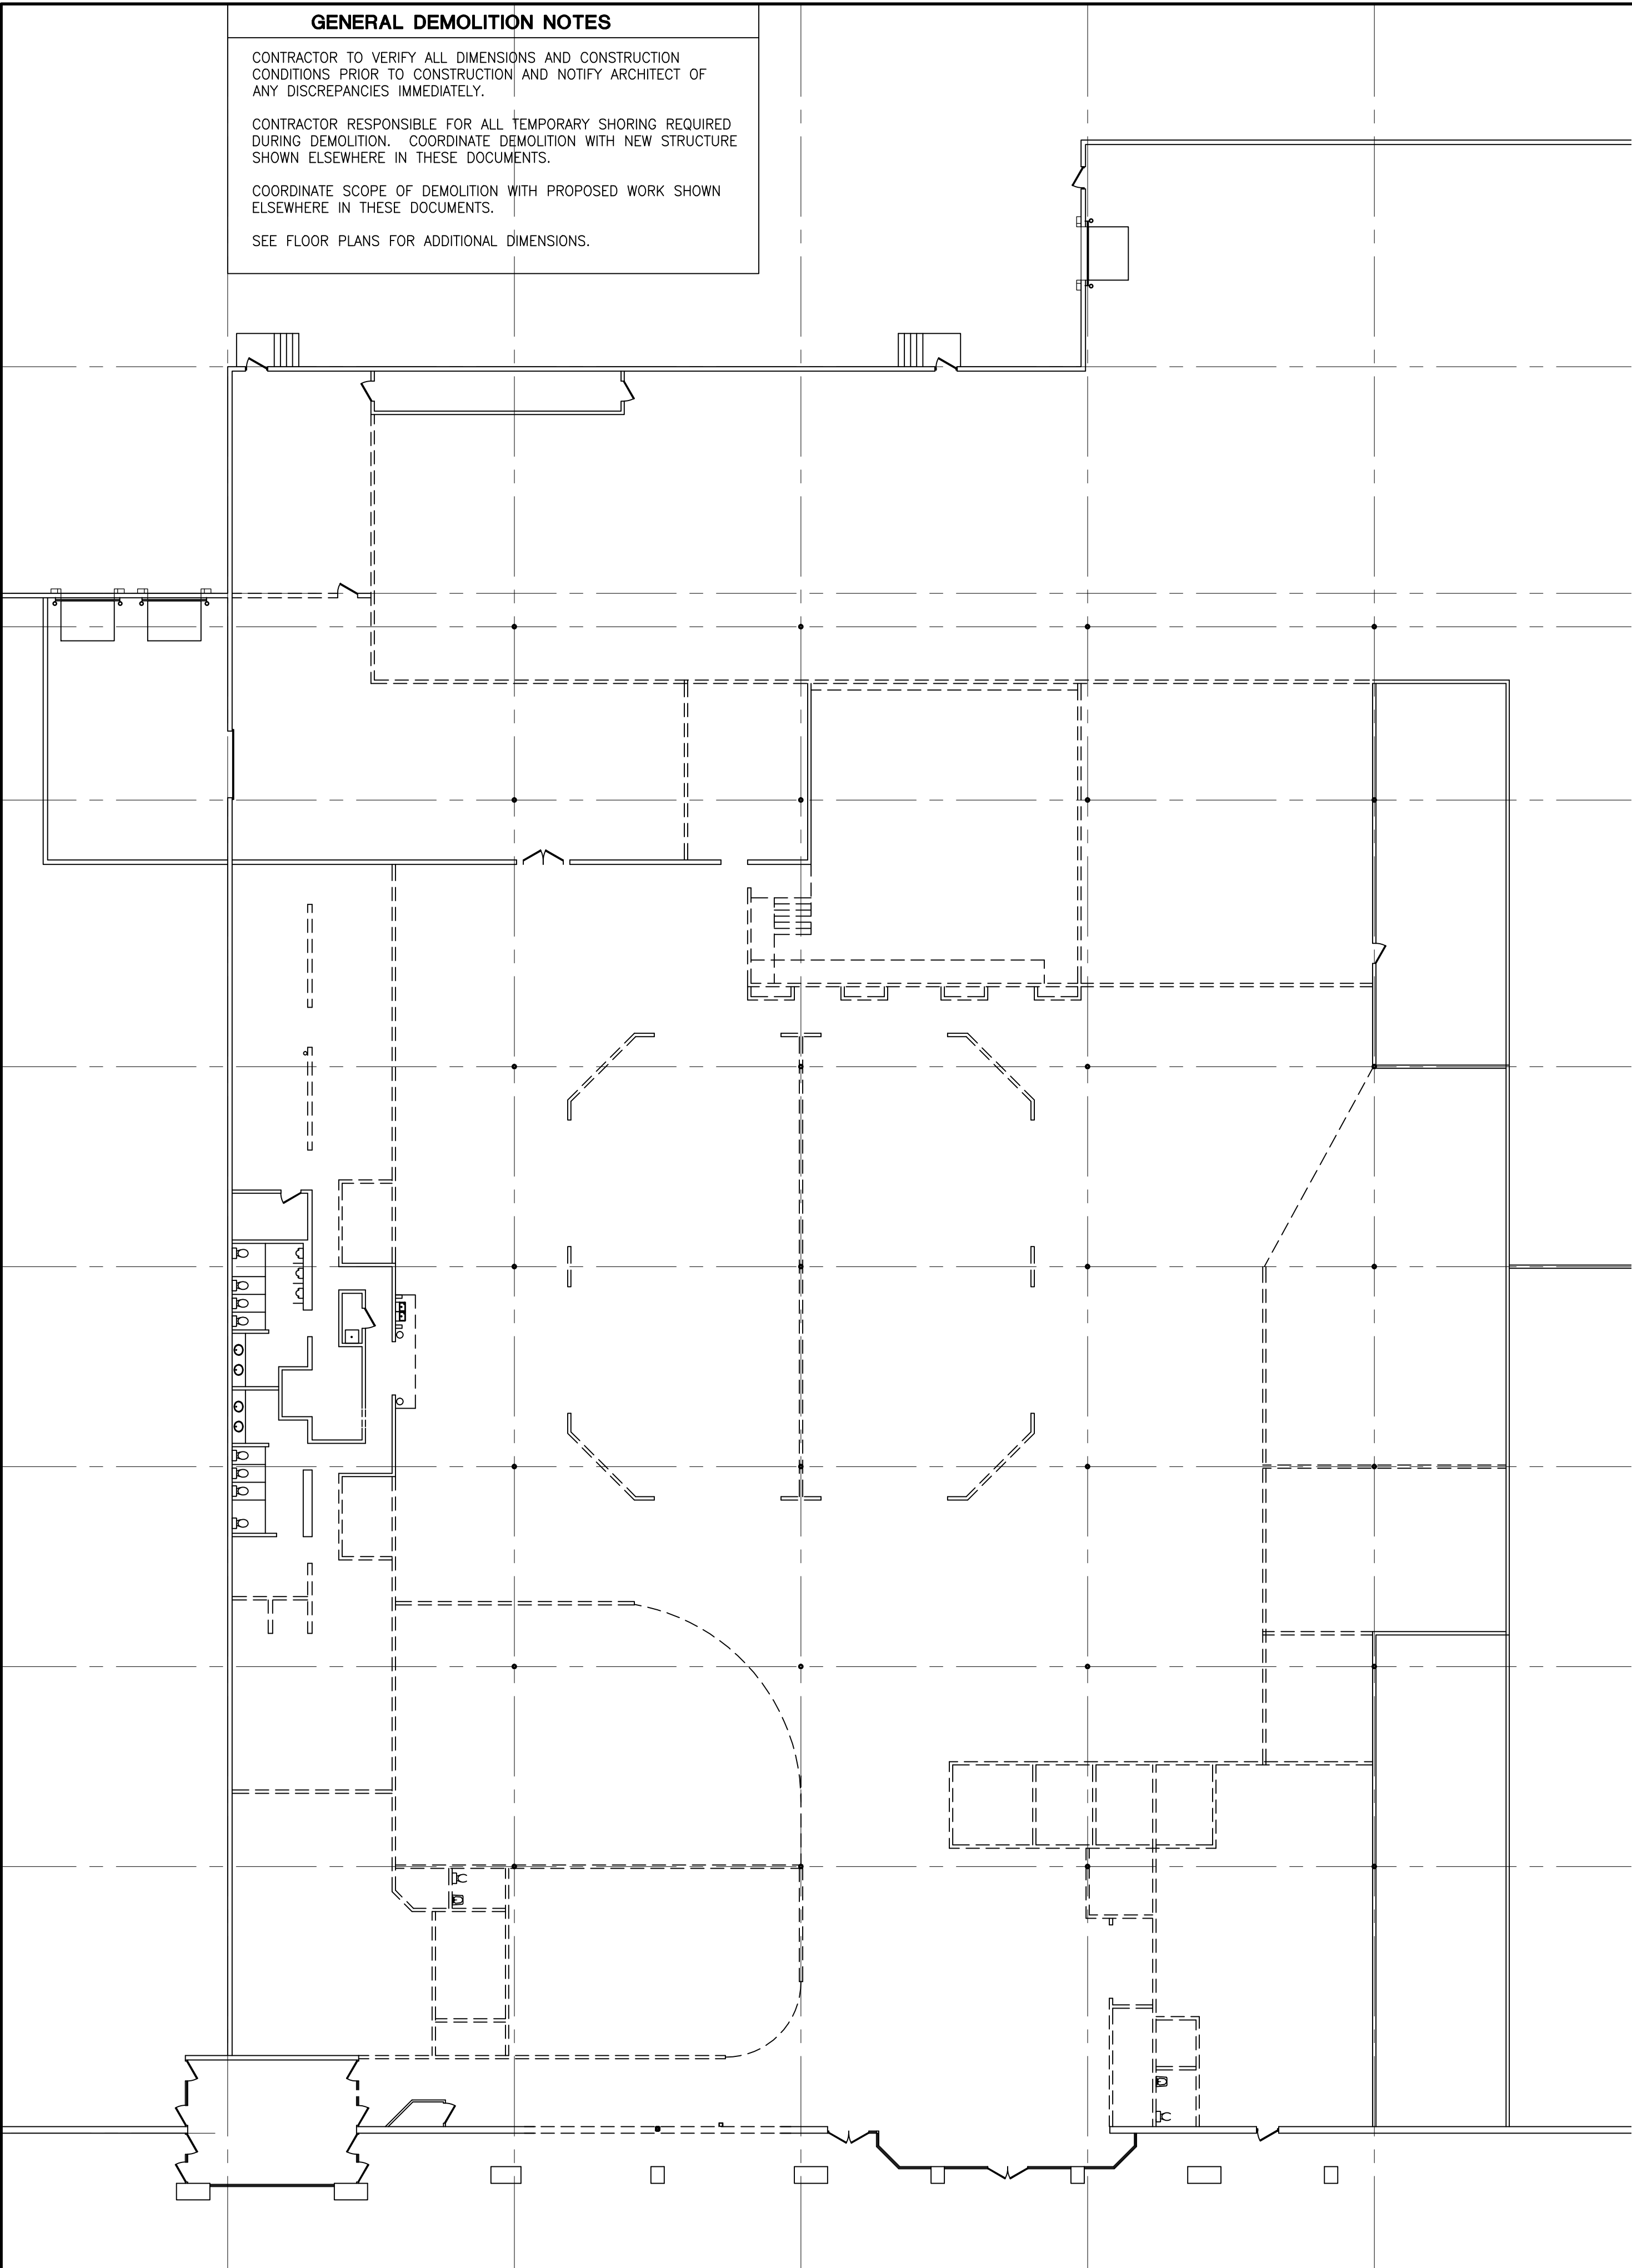 GENERAL DEMOLITION NOTES
CONTRACTOR TO VERIFY ALL DIMENSIONS AND CONSTRUCTION
CONDITIONS PRIOR TO CONSTRUCTION AND NOTIFY ARCHITECT OF
ANY DISCREPANCIES IMMEDIATELY.
CONTRACTOR RESPONSIBLE FOR ALL TEMPORARY SHORING REQUIRED
DURING DEMOLITION. COORDINATE DEMOLITION WITH NEW STRUCTURE
SHOWN ELSEWHERE IN THESE DOCUMENTS.
COORDINATE SCOPE OF DEMOLITION WITH PROPOSED WORK SHOWN
ELSEWHERE IN THESE DOCUMENTS.
SEE FLOOR PLANS FOR ADDITIONAL DIMENSIONS.